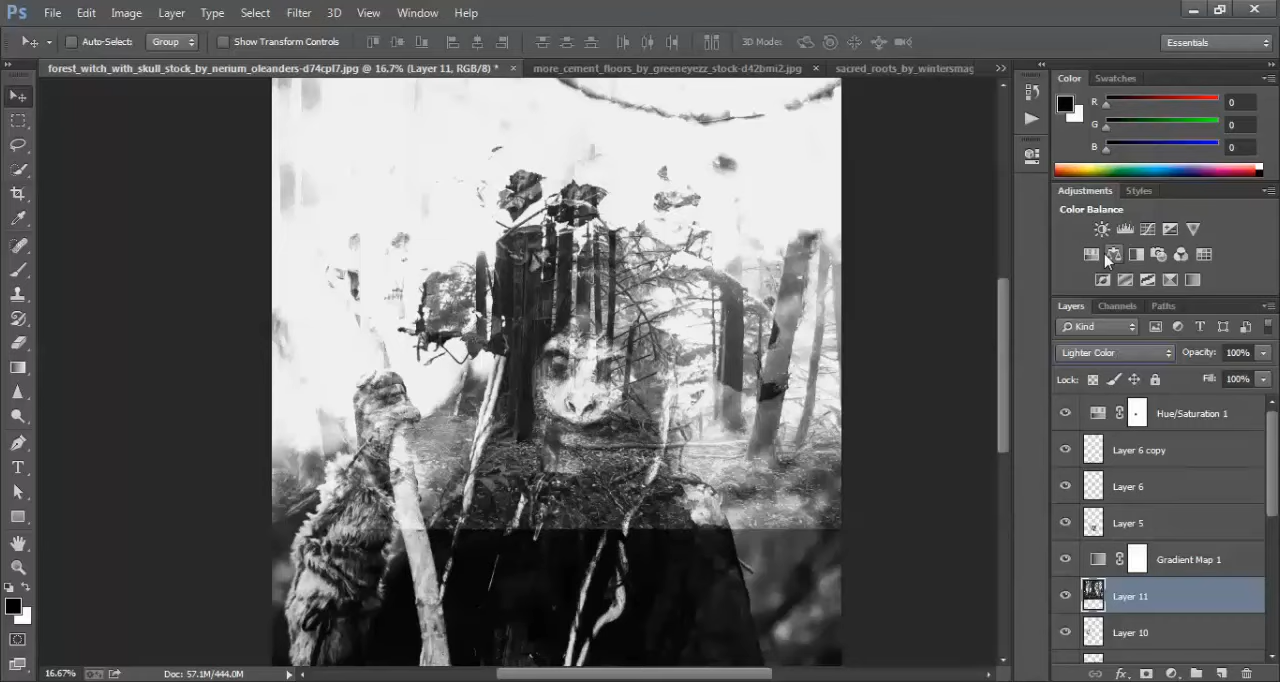 Ps File Edit Image Layer Type Select Filter 3D View Window Help
Auto-Select: Group Show Transform Controls 3D Mode: Essentials
forest_witch_with_skull_stock_by_nerium_oleanders-d74cpl7.jpg @ 16.7% (Layer 11, RGB/8) * × more_cement_floors_by_greeneyezz_stock-d42bmi2.jpg × sacred_roots_by_wintersmag
Color Swatches
R 0
G 0
B 0
Adjustments Styles
Color Balance
Layers Channels Paths
Kind
Lighter Color Opacity: 100%
Lock: Fill: 100%
Hue/Saturation 1
Layer 6 copy
Layer 6
Layer 5
Gradient Map 1
Layer 11
Layer 10
16.67% Doc: 57.1M/444.0M